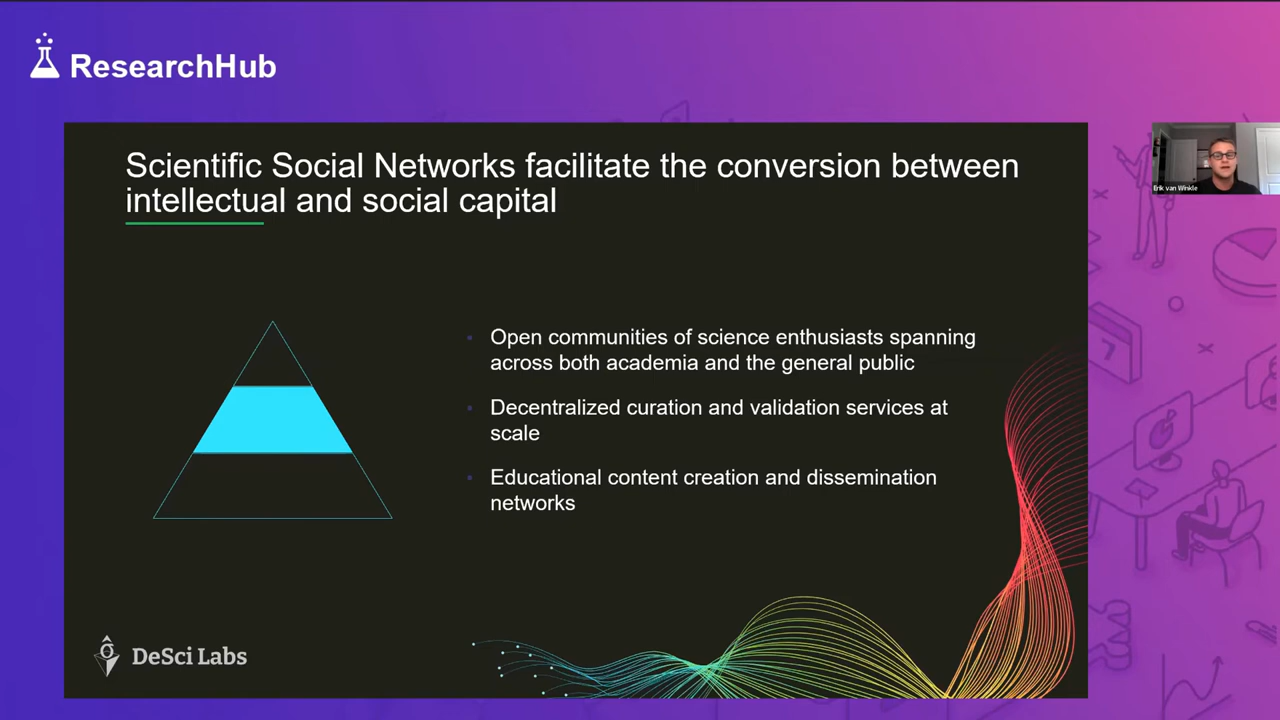 ResearchHub
Scientific Social Networks facilitate the conversion between
intellectual and social capital
Erik van Winkle
Open communities of science enthusiasts spanning
across both academia and the general public
Decentralized curation and validation services at
scale
Educational content creation and dissemination
networks
DeSci Labs
7